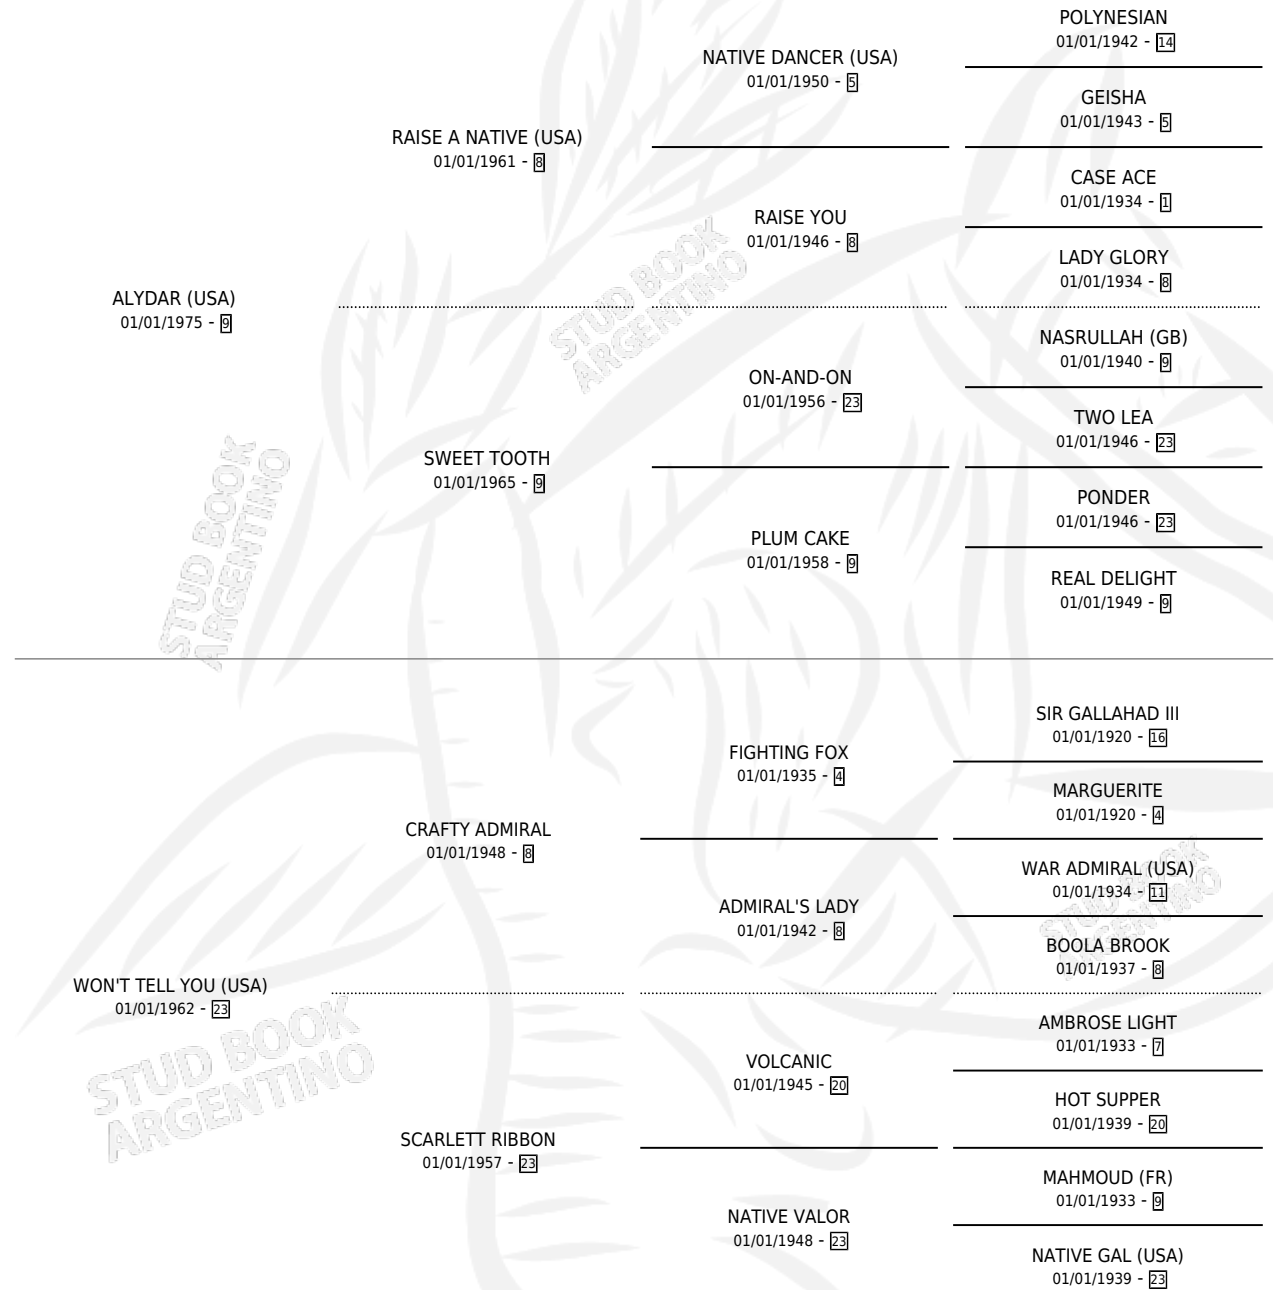 POLYNESIAN
01/01/1942 - 14
NATIVE DANCER (USA)
01/01/1950 - 5
GEISHA
01/01/1943 - 5
RAISE A NATIVE (USA)
01/01/1961 - 8
CASE ACE
01/01/1934 - 1
RAISE YOU
01/01/1946 - 8
LADY GLORY
01/01/1934 - 8
ALYDAR (USA)
01/01/1975 - 9
STUD BOOK
ARGENTINO
NASRULLAH (GB)
01/01/1940 - 9
ON-AND-ON
01/01/1956 - 23
TWO LEA
01/01/1946 - 23
SWEET TOOTH
01/01/1965 - 9
PONDER
01/01/1946 - 23
PLUM CAKE
01/01/1958 - 9
REAL DELIGHT
01/01/1949 - 9
STUD BOOK
ARGENTINO
SIR GALLAHAD III
01/01/1920 - 16
FIGHTING FOX
01/01/1935 - 4
MARGUERITE
01/01/1920 - 4
CRAFTY ADMIRAL
01/01/1948 - 8
WAR ADMIRAL (USA)
01/01/1934 - 11
ADMIRAL'S LADY
01/01/1942 - 8
STUD BOOK
ARGENTINO
BOOLA BROOK
01/01/1937 - 8
WON'T TELL YOU (USA)
01/01/1962 - 23
AMBROSE LIGHT
01/01/1933 - 7
VOLCANIC
01/01/1945 - 20
STUD BOOK
ARGENTINO
HOT SUPPER
01/01/1939 - 20
SCARLETT RIBBON
01/01/1957 - 23
MAHMOUD (FR)
01/01/1933 - 9
NATIVE VALOR
01/01/1948 - 23
NATIVE GAL (USA)
01/01/1939 - 23